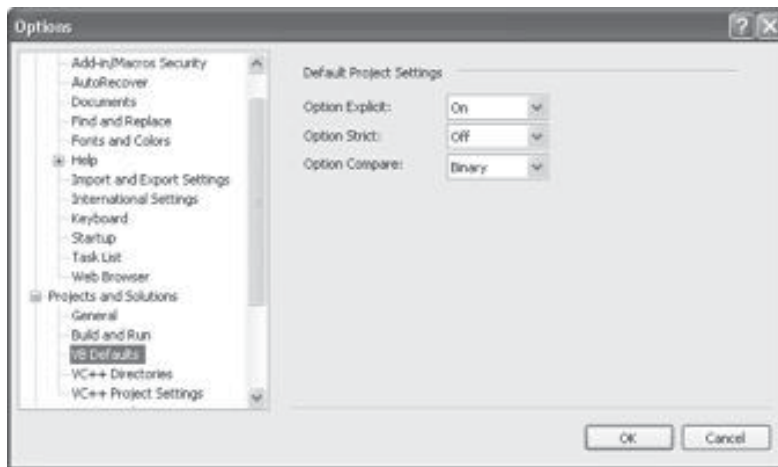 Options
Add-in/Macros Security
AutoRecover
Documents
Find and Replace
Fonts and Colors
Help
Import and Export Settings
International Settings
Keyboard
Startup
Task List
Web Browser
Projects and Solutions
General
Build and Run
VB Defaults
VC++ Directories
VC++ Project Settings
Default Project Settings
Option Explicit: On
Option Strict: Off
Option Compare: Binary
OK Cancel